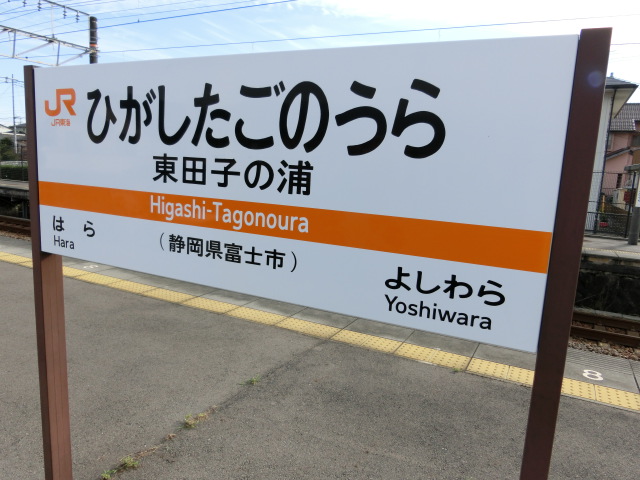 JR
JR東海
ひがしたごのうら
東田子の浦
Higashi-Tagonoura
はら
Hara
（静岡県富士市）
よしわら
Yoshiwara
8